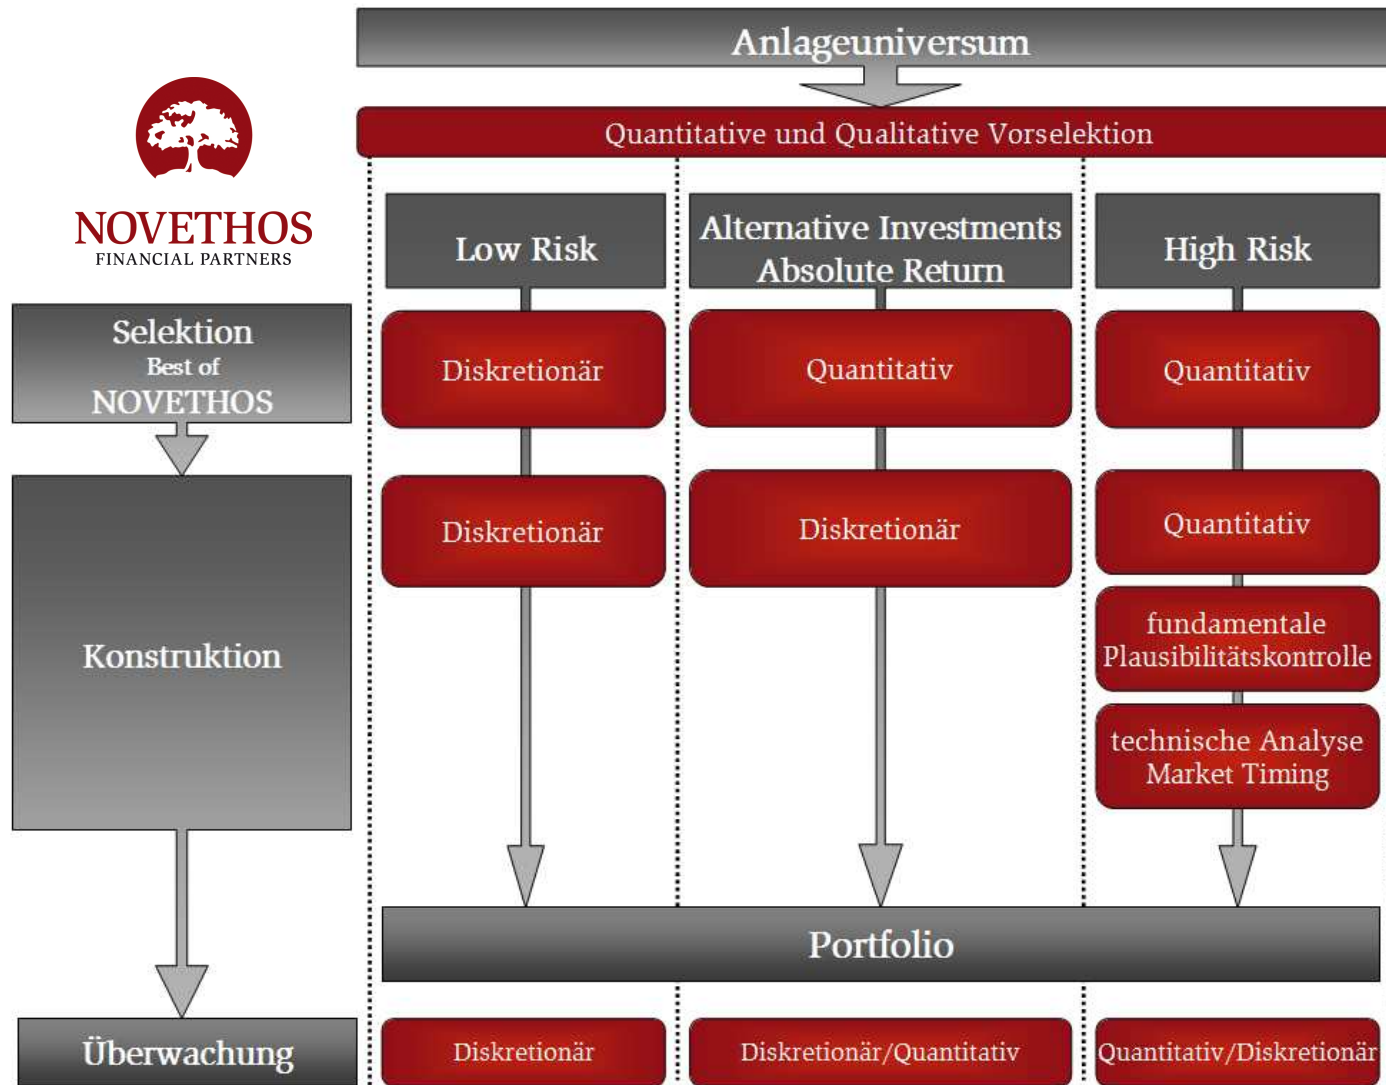 Anlageuniversum
Quantitative und Qualitative Vorselektion
NOVETHOS
FINANCIAL PARTNERS
Low Risk
Alternative Investments
Absolute Return
High Risk
Selektion
Best of
NOVETHOS
Diskretionär
Quantitativ
Quantitativ
Konstruktion
Diskretionär
Diskretionär
Quantitativ
fundamentale
Plausibilitätskontrolle
technische Analyse
Market Timing
Portfolio
Überwachung
Diskretionär
Diskretionär/Quantitativ
Quantitativ/Diskretionär